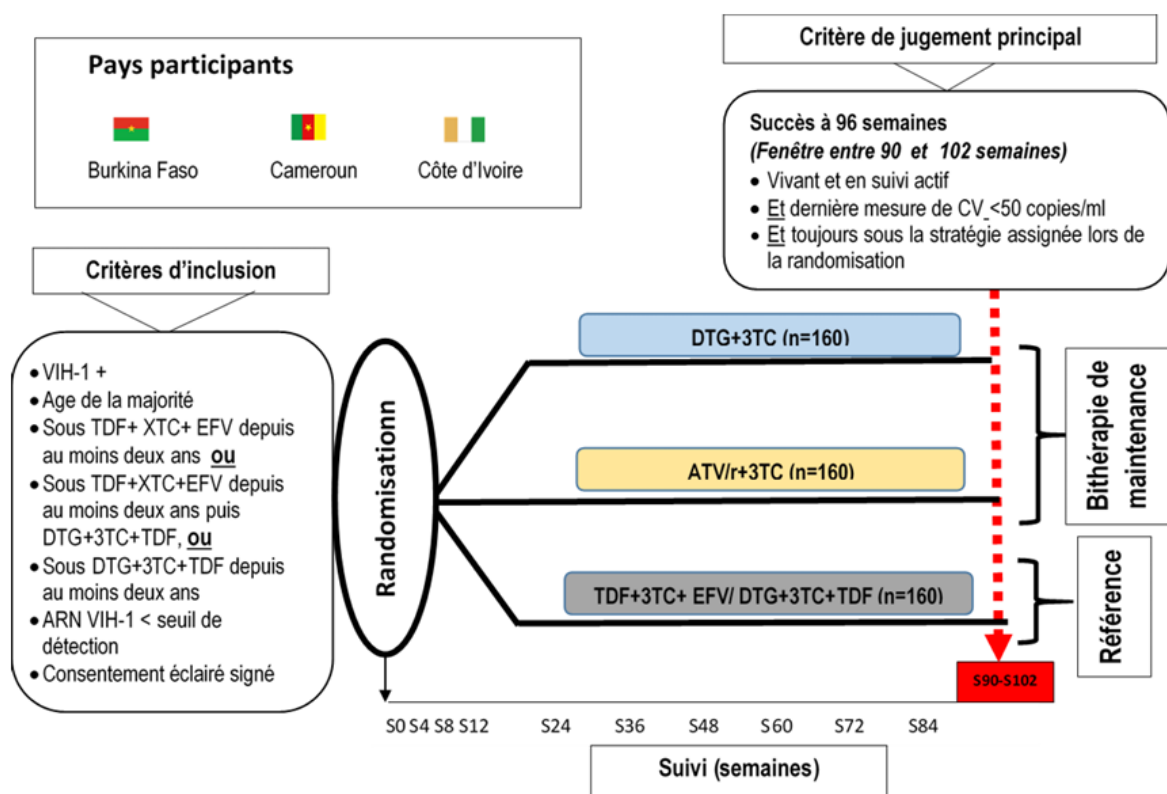 Pays participants
Burkina Faso
Cameroun
Côte d'Ivoire
Critère de jugement principal
Succès à 96 semaines
(Fenêtre entre 90 et 102 semaines)
• Vivant et en suivi actif
• Et dernière mesure de CV <50 copies/ml
• Et toujours sous la stratégie assignée lors de
la randomisation
Critères d'inclusion
• VIH-1 +
• Age de la majorité
• Sous TDF+ XTC+ EFV depuis
au moins deux ans ou
• Sous TDF+XTC+EFV depuis
au moins deux ans puis
DTG+3TC+TDF, ou
• Sous DTG+3TC+TDF depuis
au moins deux ans
• ARN VIH-1 < seuil de
détection
• Consentement éclairé signé
Randomisationn
DTG+3TC (n=160)
ATV/r+3TC (n=160)
TDF+3TC+ EFV/ DTG+3TC+TDF (n=160)
Bithérapie de
maintenance
Référence
S90-S102
S0 S4 S8 S12 S24 S36 S48 S60 S72 S84
Suivi (semaines)